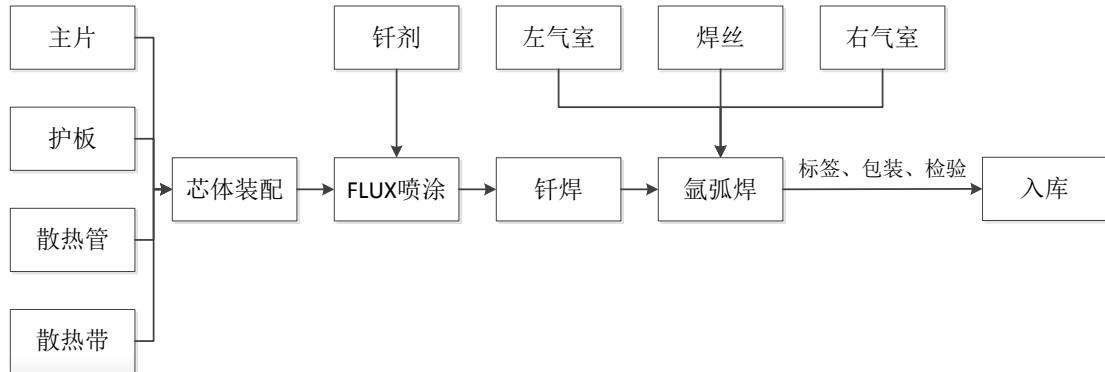 主片
钎剂
左气室
焊丝
右气室
护板
芯体装配
FLUX喷涂
钎焊
氩弧焊
标签、包装、检验
入库
散热管
散热带